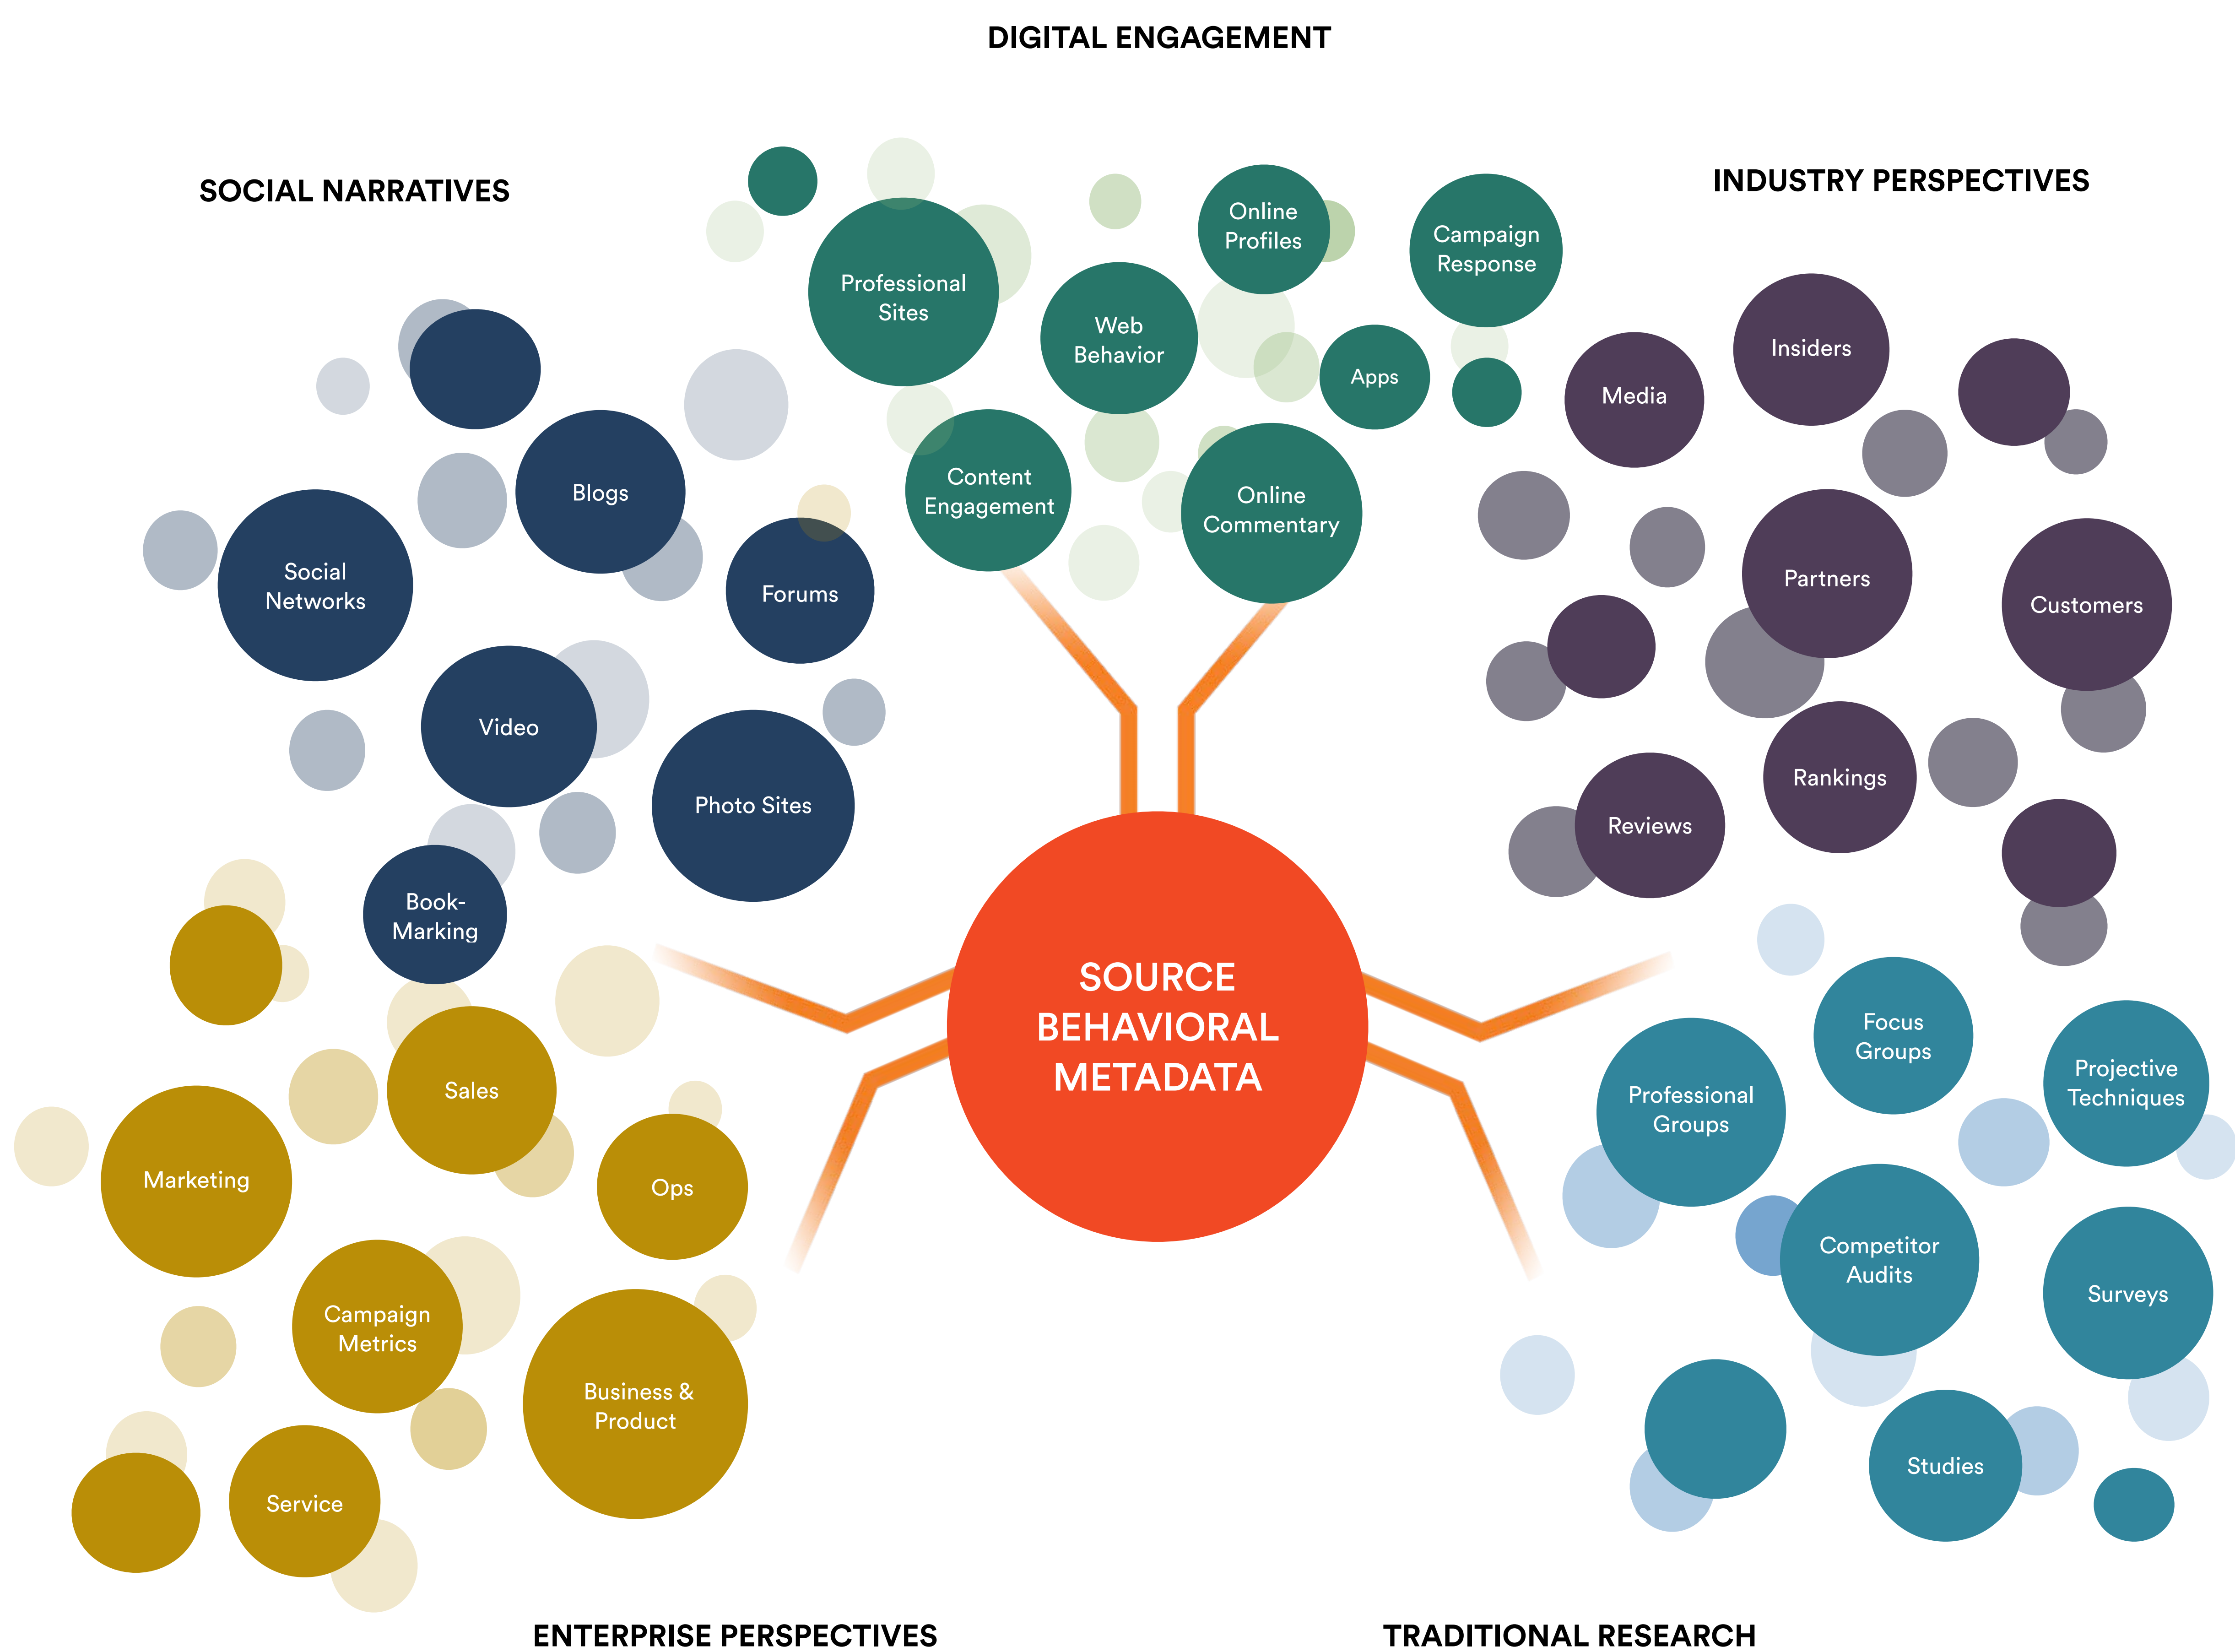 DIGITAL ENGAGEMENT
SOCIAL NARRATIVES
INDUSTRY PERSPECTIVES
Professional
Sites
Web
Behavior
Online
Profiles
Campaign
Response
Apps
Content
Engagement
Online
Commentary
Blogs
Social
Networks
Forums
Video
Photo Sites
Book-
Marking
Media
Insiders
Partners
Customers
Rankings
Reviews
SOURCE
BEHAVIORAL
METADATA
Sales
Marketing
Ops
Campaign
Metrics
Business &
Product
Service
Focus
Groups
Professional
Groups
Projective
Techniques
Competitor
Audits
Surveys
Studies
ENTERPRISE PERSPECTIVES
TRADITIONAL RESEARCH